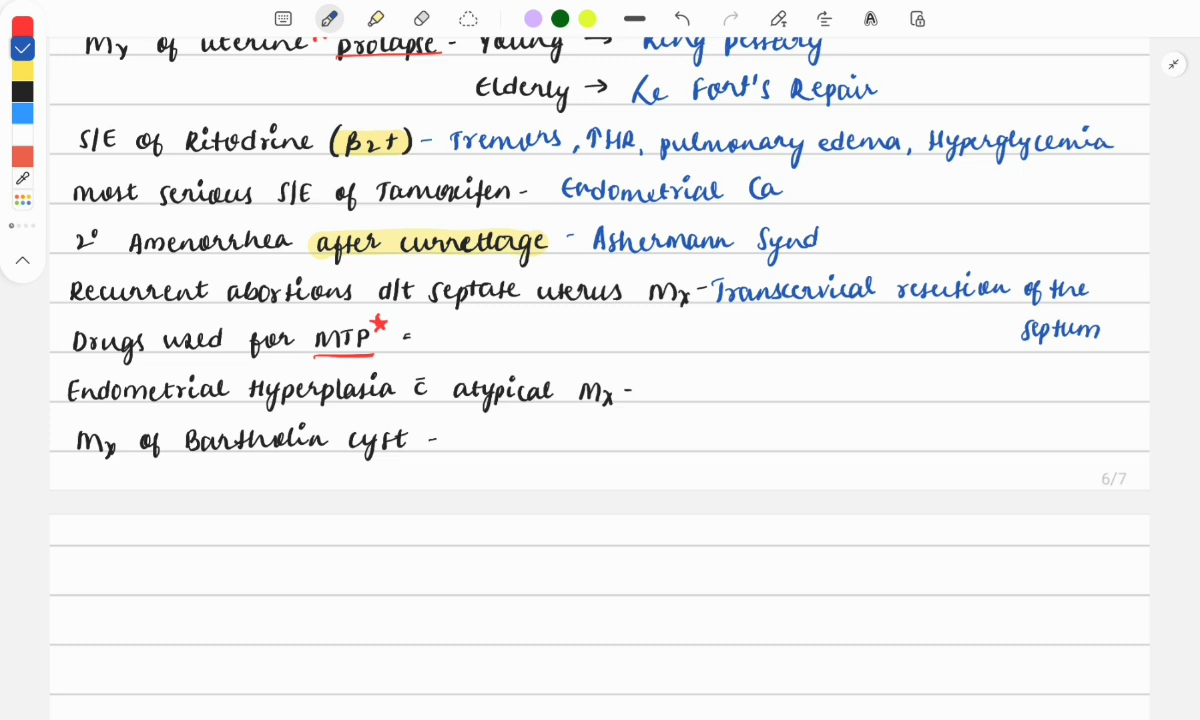 Mx of uterine prolapse - Young → Ring pessary
Elderly → Le Fort's Repair
S/E of Ritodrine (β2+) - Tremors, ↑HR, pulmonary edema, Hyperglycemia
most serious S/E of Tamoxifen - Endometrial Ca
2° Amenorrhea after currettage - Ashermann Synd
Recurrent abortions d/t septate uterus Mx - Transcervical resection of the
septum
Drugs used for MTP* =
Endometrial Hyperplasia c̄ atypical Mx -
Mx of Bartholin cyst -
6/7